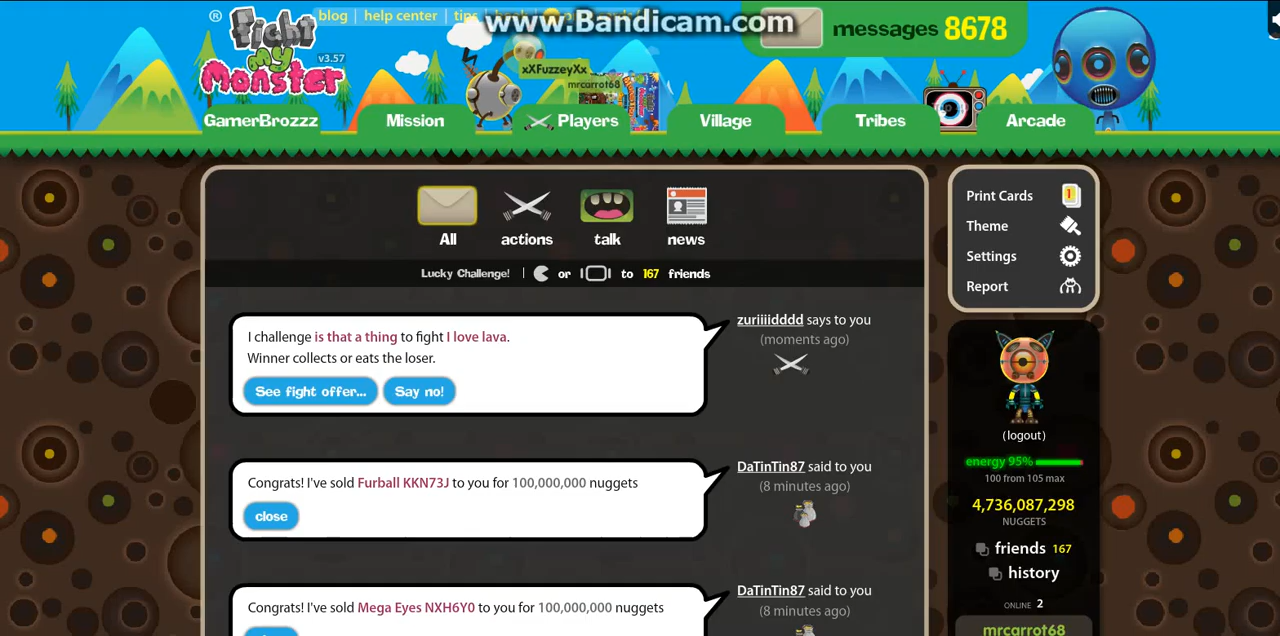 ® blog | help center | tips
www.Bandicam.com
messages 8678
Fight My Monster v3.57
xXFuzzeyXx
mrcarrot68
GamerBrozzz Mission Players Village Tribes Arcade
All actions talk news
Lucky Challenge! | or to 167 friends
Print Cards 1
Theme
Settings
Report
I challenge is that a thing to fight I love lava.
Winner collects or eats the loser.
See fight offer... Say no!
zuriiiidddd says to you
(moments ago)
(logout)
energy 95%
100 from 105 max
4,736,087,298
NUGGETS
friends 167
history
ONLINE 2
mrcarrot68
Congrats! I've sold Furball KKN73J to you for 100,000,000 nuggets
close
DaTinTin87 said to you
(8 minutes ago)
Congrats! I've sold Mega Eyes NXH6Y0 to you for 100,000,000 nuggets
DaTinTin87 said to you
(8 minutes ago)